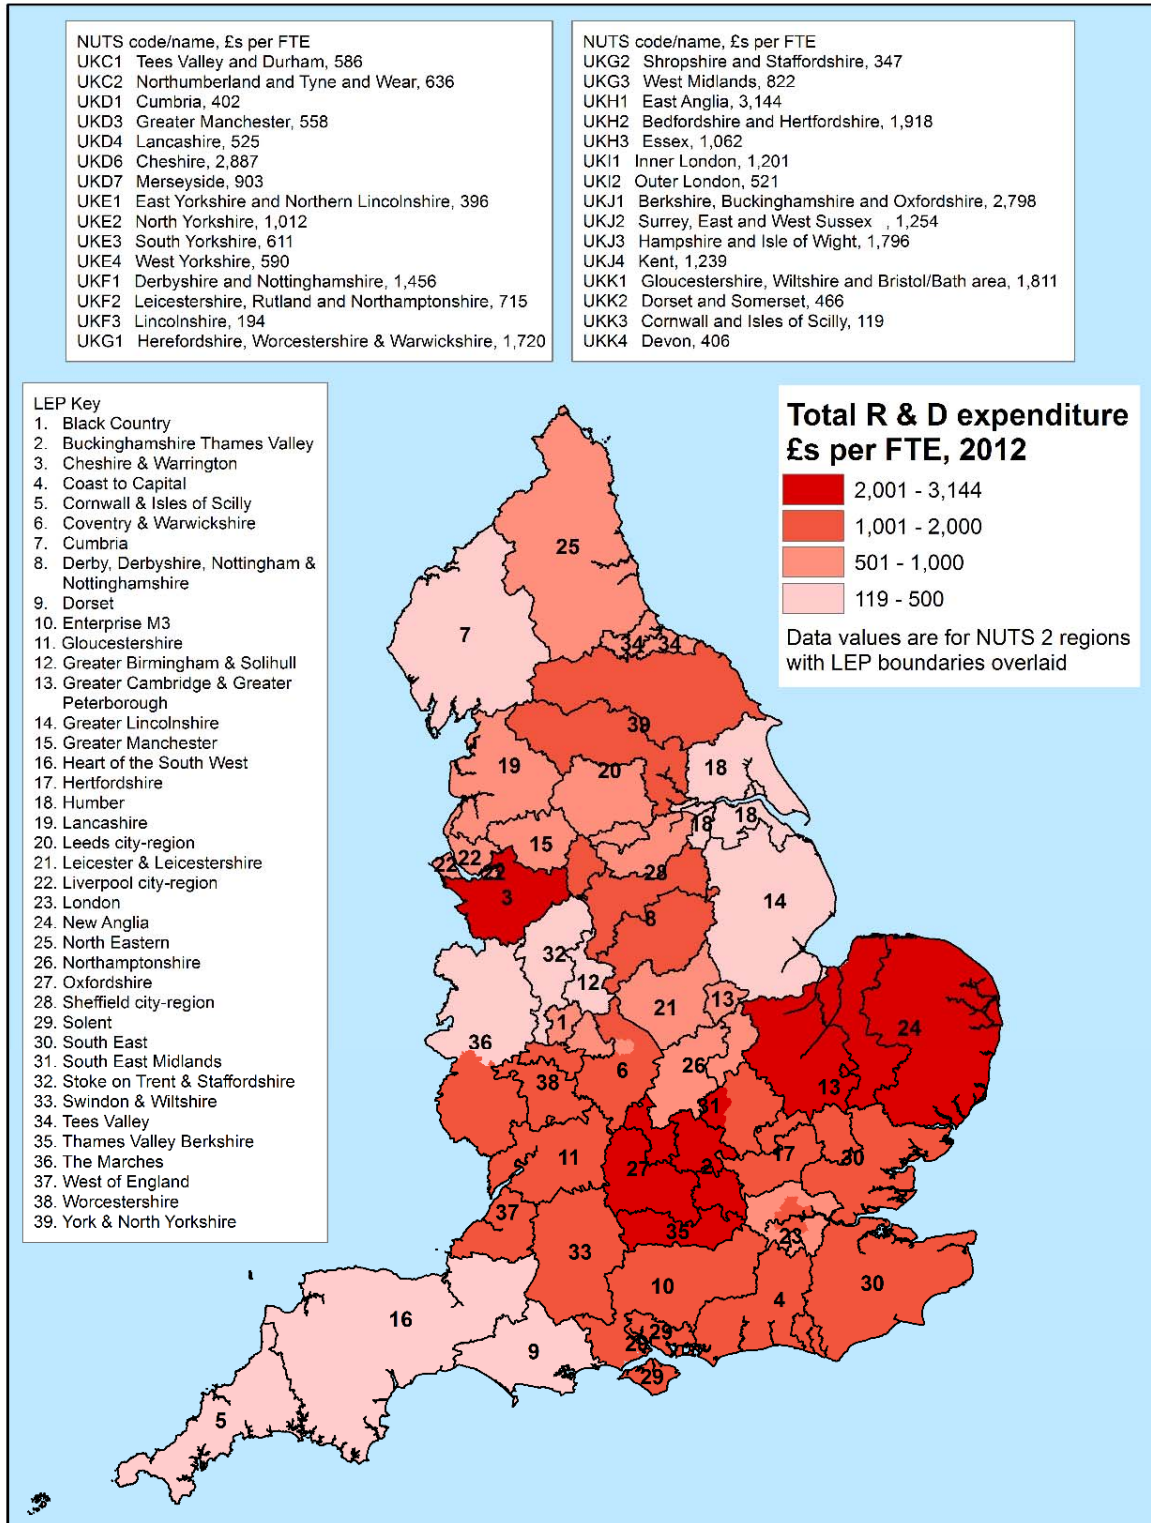 NUTS code/name, £s per FTE
UKC1 Tees Valley and Durham, 586
UKC2 Northumberland and Tyne and Wear, 636
UKD1 Cumbria, 402
UKD3 Greater Manchester, 558
UKD4 Lancashire, 525
UKD6 Cheshire, 2,887
UKD7 Merseyside, 903
UKE1 East Yorkshire and Northern Lincolnshire, 396
UKE2 North Yorkshire, 1,012
UKE3 South Yorkshire, 611
UKE4 West Yorkshire, 590
UKF1 Derbyshire and Nottinghamshire, 1,456
UKF2 Leicestershire, Rutland and Northamptonshire, 715
UKF3 Lincolnshire, 194
UKG1 Herefordshire, Worcestershire & Warwickshire, 1,720
NUTS code/name, £s per FTE
UKG2 Shropshire and Staffordshire, 347
UKG3 West Midlands, 822
UKH1 East Anglia, 3,144
UKH2 Bedfordshire and Hertfordshire, 1,918
UKH3 Essex, 1,062
UKI1 Inner London, 1,201
UKI2 Outer London, 521
UKJ1 Berkshire, Buckinghamshire and Oxfordshire, 2,798
UKJ2 Surrey, East and West Sussex , 1,254
UKJ3 Hampshire and Isle of Wight, 1,796
UKJ4 Kent, 1,239
UKK1 Gloucestershire, Wiltshire and Bristol/Bath area, 1,811
UKK2 Dorset and Somerset, 466
UKK3 Cornwall and Isles of Scilly, 119
UKK4 Devon, 406
LEP Key
1. Black Country
2. Buckinghamshire Thames Valley
3. Cheshire & Warrington
4. Coast to Capital
5. Cornwall & Isles of Scilly
6. Coventry & Warwickshire
7. Cumbria
8. Derby, Derbyshire, Nottingham &
Nottinghamshire
9. Dorset
10. Enterprise M3
11. Gloucestershire
12. Greater Birmingham & Solihull
13. Greater Cambridge & Greater
Peterborough
14. Greater Lincolnshire
15. Greater Manchester
16. Heart of the South West
17. Hertfordshire
18. Humber
19. Lancashire
20. Leeds city-region
21. Leicester & Leicestershire
22. Liverpool city-region
23. London
24. New Anglia
25. North Eastern
26. Northamptonshire
27. Oxfordshire
28. Sheffield city-region
29. Solent
30. South East
31. South East Midlands
32. Stoke on Trent & Staffordshire
33. Swindon & Wiltshire
34. Tees Valley
35. Thames Valley Berkshire
36. The Marches
37. West of England
38. Worcestershire
39. York & North Yorkshire
Total R & D expenditure
£s per FTE, 2012
2,001 - 3,144
1,001 - 2,000
501 - 1,000
119 - 500
Data values are for NUTS 2 regions
with LEP boundaries overlaid
25
7
34 34
39
18
19
20
18 18
15
22 22 22
28
3
14
8
32
12
13
21
24
1
36
26
6
38
13
31
17
30
11
27
2
37
35
23
33
10
30
4
16
29
29
9
29
5